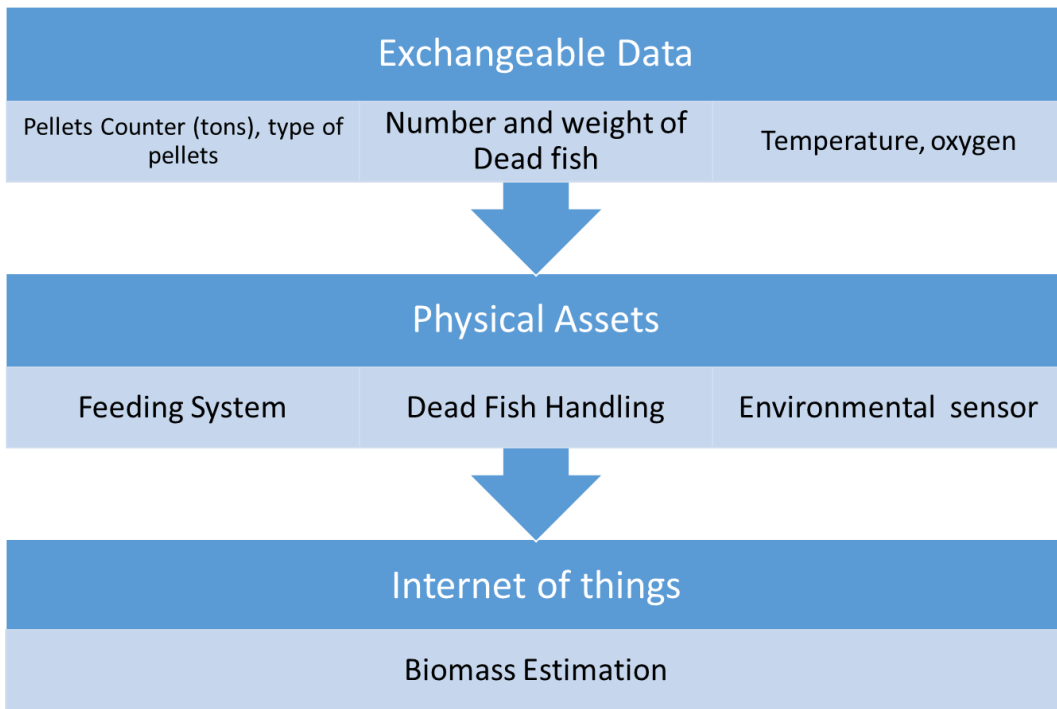 Exchangeable Data
Pellets Counter (tons), type of
pellets
Number and weight of
Dead fish
Temperature, oxygen
Physical Assets
Feeding System
Dead Fish Handling
Environmental sensor
Internet of things
Biomass Estimation